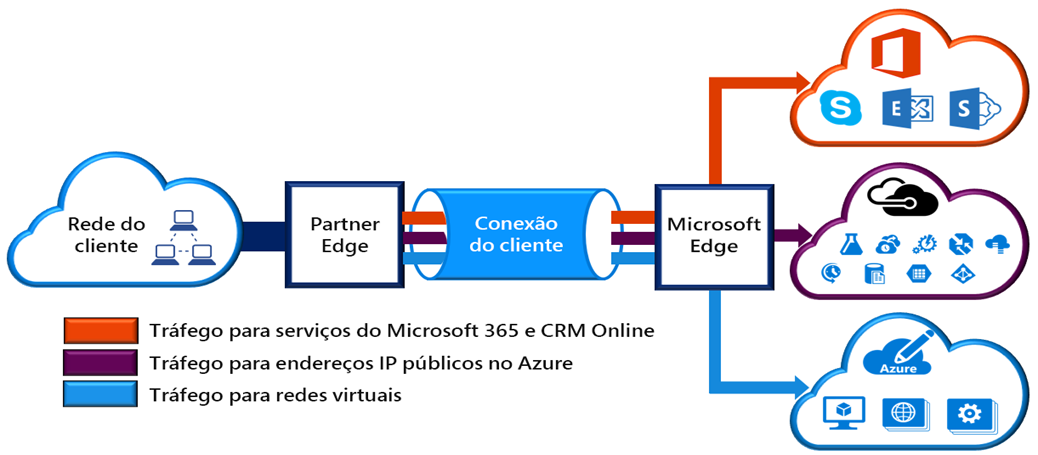 Rede do
cliente
Partner
Edge
Conexão
do cliente
Microsoft
Edge
S
E
S
Azure
Tráfego para serviços do Microsoft 365 e CRM Online
Tráfego para endereços IP públicos no Azure
Tráfego para redes virtuais